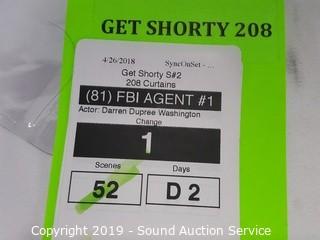 GET SHORTY 208
4/26/2018 SyncOnSet - ...
Get Shorty S#2
208 Curtains
(81) FBI AGENT #1
Actor: Darren Dupree Washington
Change
1
Scenes Days
52 D 2
Copyright 2019 - Sound Auction Service